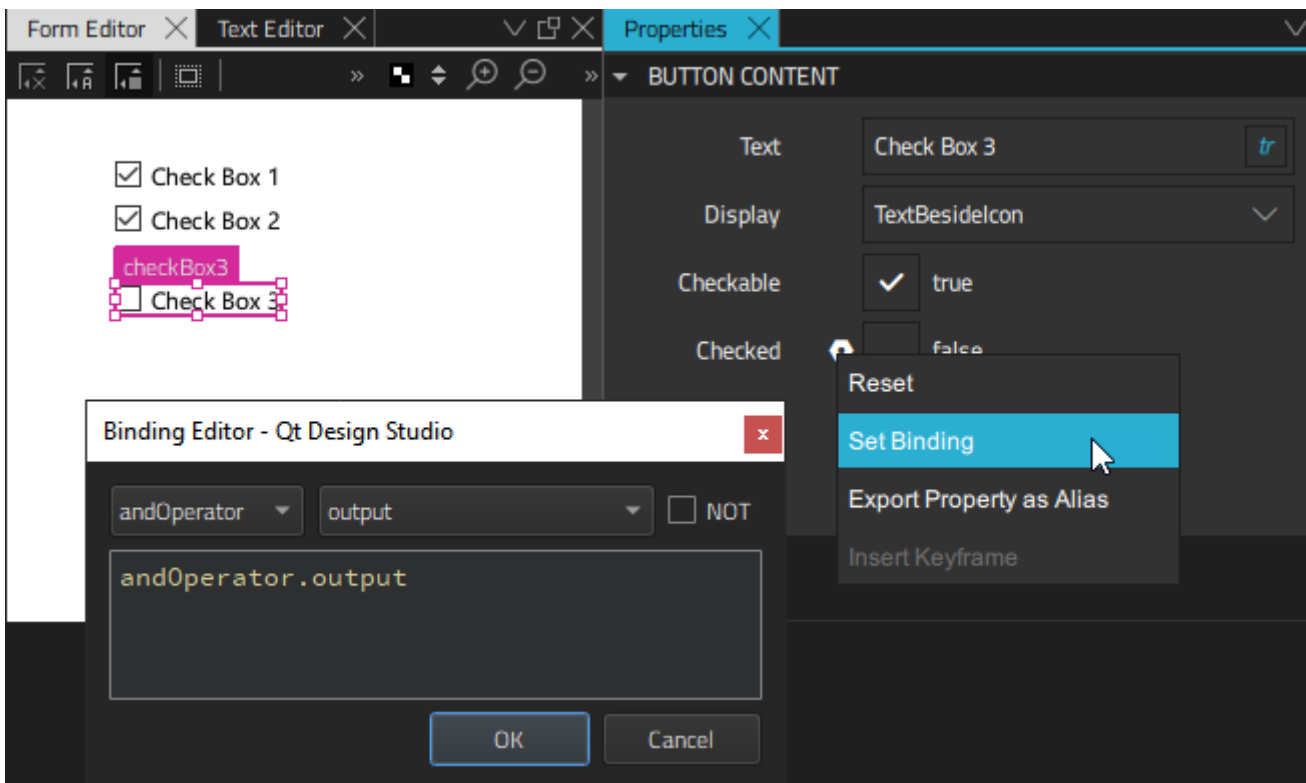 Form Editor
Text Editor
Properties
BUTTON CONTENT
Text
Check Box 3
tr
Display
TextBesideIcon
Checkable
true
Checked
false
Check Box 1
Check Box 2
checkBox3
Check Box 3
Reset
Set Binding
Export Property as Alias
Insert Keyframe
Binding Editor - Qt Design Studio
x
andOperator
output
NOT
andOperator.output
OK
Cancel